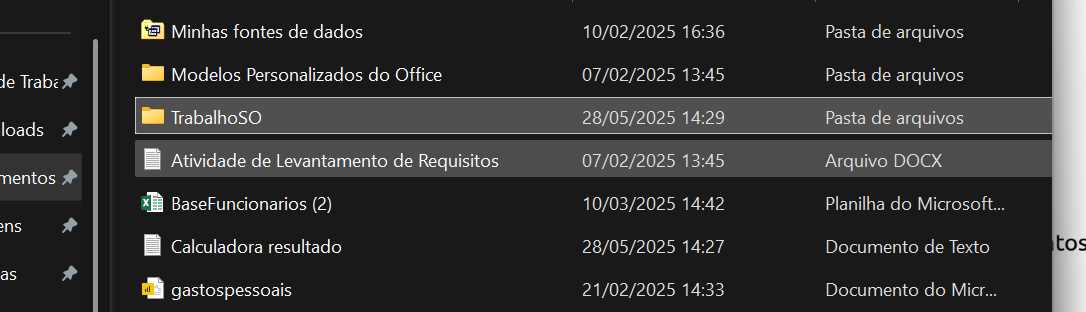 Minhas fontes de dados 10/02/2025 16:36 Pasta de arquivos
de Traba Modelos Personalizados do Office 07/02/2025 13:45 Pasta de arquivos
loads TrabalhoSO 28/05/2025 14:29 Pasta de arquivos
mentos Atividade de Levantamento de Requisitos 07/02/2025 13:45 Arquivo DOCX
ens BaseFuncionarios (2) 10/03/2025 14:42 Planilha do Microsoft...
as Calculadora resultado 28/05/2025 14:27 Documento de Texto tos
gastospessoais 21/02/2025 14:33 Documento do Micr...